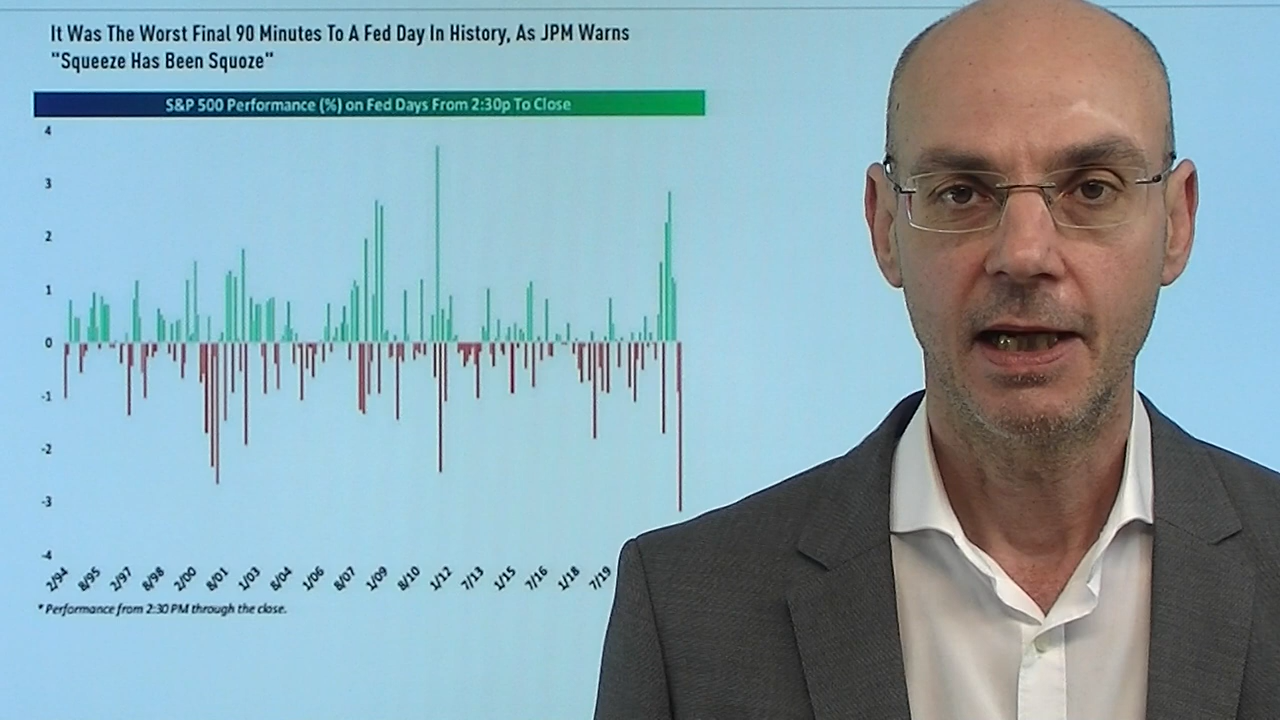 It Was The Worst Final 90 Minutes To A Fed Day In History, As JPM Warns
"Squeeze Has Been Squoze"
S&P 500 Performance (%) on Fed Days From 2:30p To Close
4
3
2
1
0
-1
-2
-3
-4
2/94 8/95 2/97 8/98 2/00 8/01 1/03 8/04 1/06 8/07 1/09 8/10 1/12 7/13 1/15 7/16 1/18 7/19
* Performance from 2:30 PM through the close.